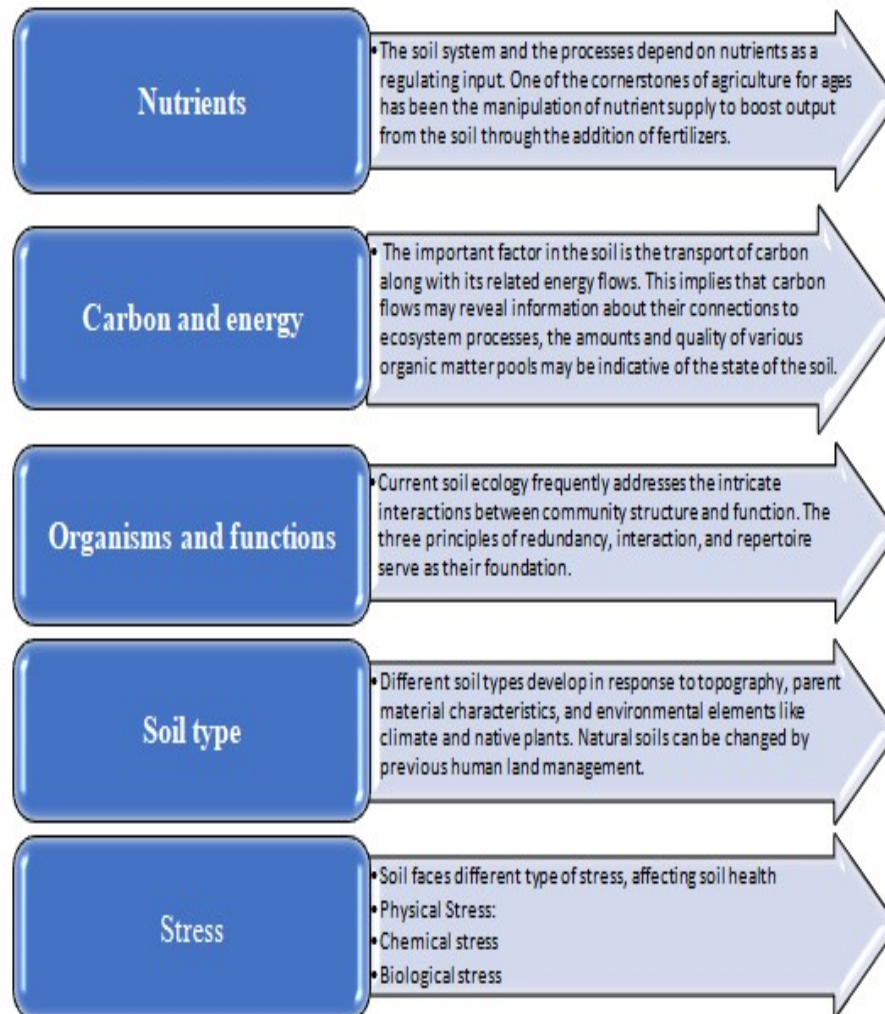 Nutrients
•The soil system and the processes depend on nutrients as a
regulating input. One of the cornerstones of agriculture for ages
has been the manipulation of nutrient supply to boost output
from the soil through the addition of fertilizers.
Carbon and energy
• The important factor in the soil is the transport of carbon
along with its related energy flows. This implies that carbon
flows may reveal information about their connections to
ecosystem processes, the amounts and quality of various
organic matter pools may be indicative of the state of the soil.
Organisms and functions
•Current soil ecology frequently addresses the intricate
interactions between community structure and function. The
three principles of redundancy, interaction, and repertoire
serve as their foundation.
Soil type
•Different soil types develop in response to topography, parent
material characteristics, and environmental elements like
climate and native plants. Natural soils can be changed by
previous human land management.
Stress
•Soil faces different type of stress, affecting soil health
•Physical Stress:
•Chemical stress
•Biological stress